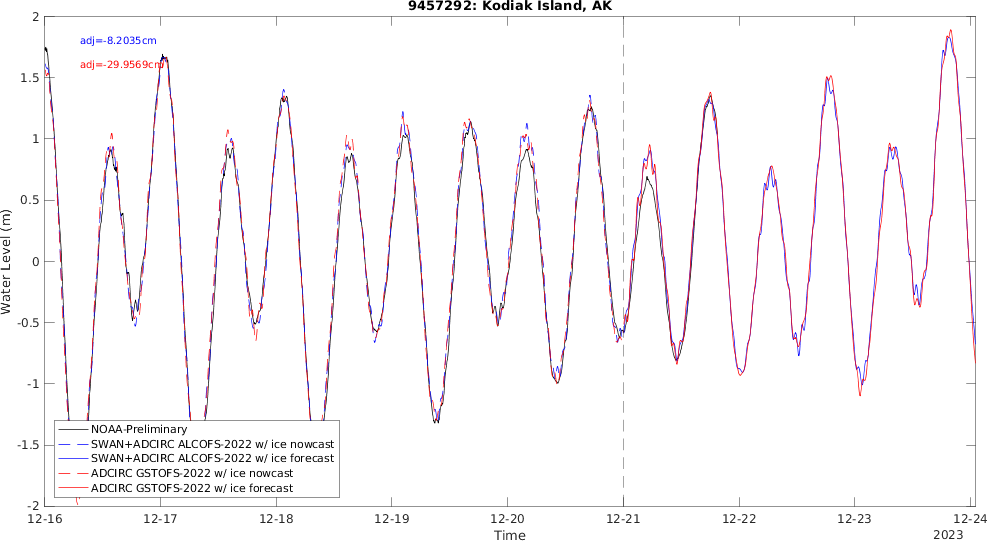 9457292: Kodiak Island, AK
adj=-8.2035cm
adj=-29.9569cm
Water Level (m)
2
1.5
1
0.5
0
-0.5
-1
-1.5
-2
NOAA-Preliminary
SWAN+ADCIRC ALCOFS-2022 w/ ice nowcast
SWAN+ADCIRC ALCOFS-2022 w/ ice forecast
ADCIRC GSTOFS-2022 w/ ice nowcast
ADCIRC GSTOFS-2022 w/ ice forecast
12-16 12-17 12-18 12-19 12-20 12-21 12-22 12-23 12-24
Time
2023